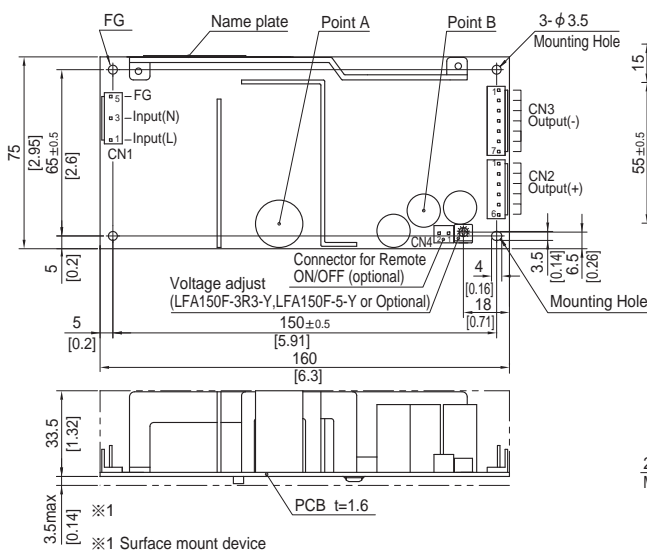 FG
Name plate
Point A
Point B
3-φ3.5
Mounting Hole
15
5
FG
3
Input(N)
1
Input(L)
CN1
1
7
CN3
Output(-)
1
6
CN2
Output(+)
75
[2.95]
65±0.5
[2.6]
55±0.5
5
[0.2]
CN4
2
1
Connector for Remote
ON/OFF (optional)
Voltage adjust
(LFA150F-3R3-Y,LFA150F-5-Y or Optional)
4
[0.16]
3.5
[0.14]
6.5
[0.26]
18
[0.71]
Mounting Hole
5
[0.2]
150±0.5
[5.91]
160
[6.3]
33.5
[1.32]
3.5max
[0.14]
※1
PCB t=1.6
※1 Surface mount device
2
M